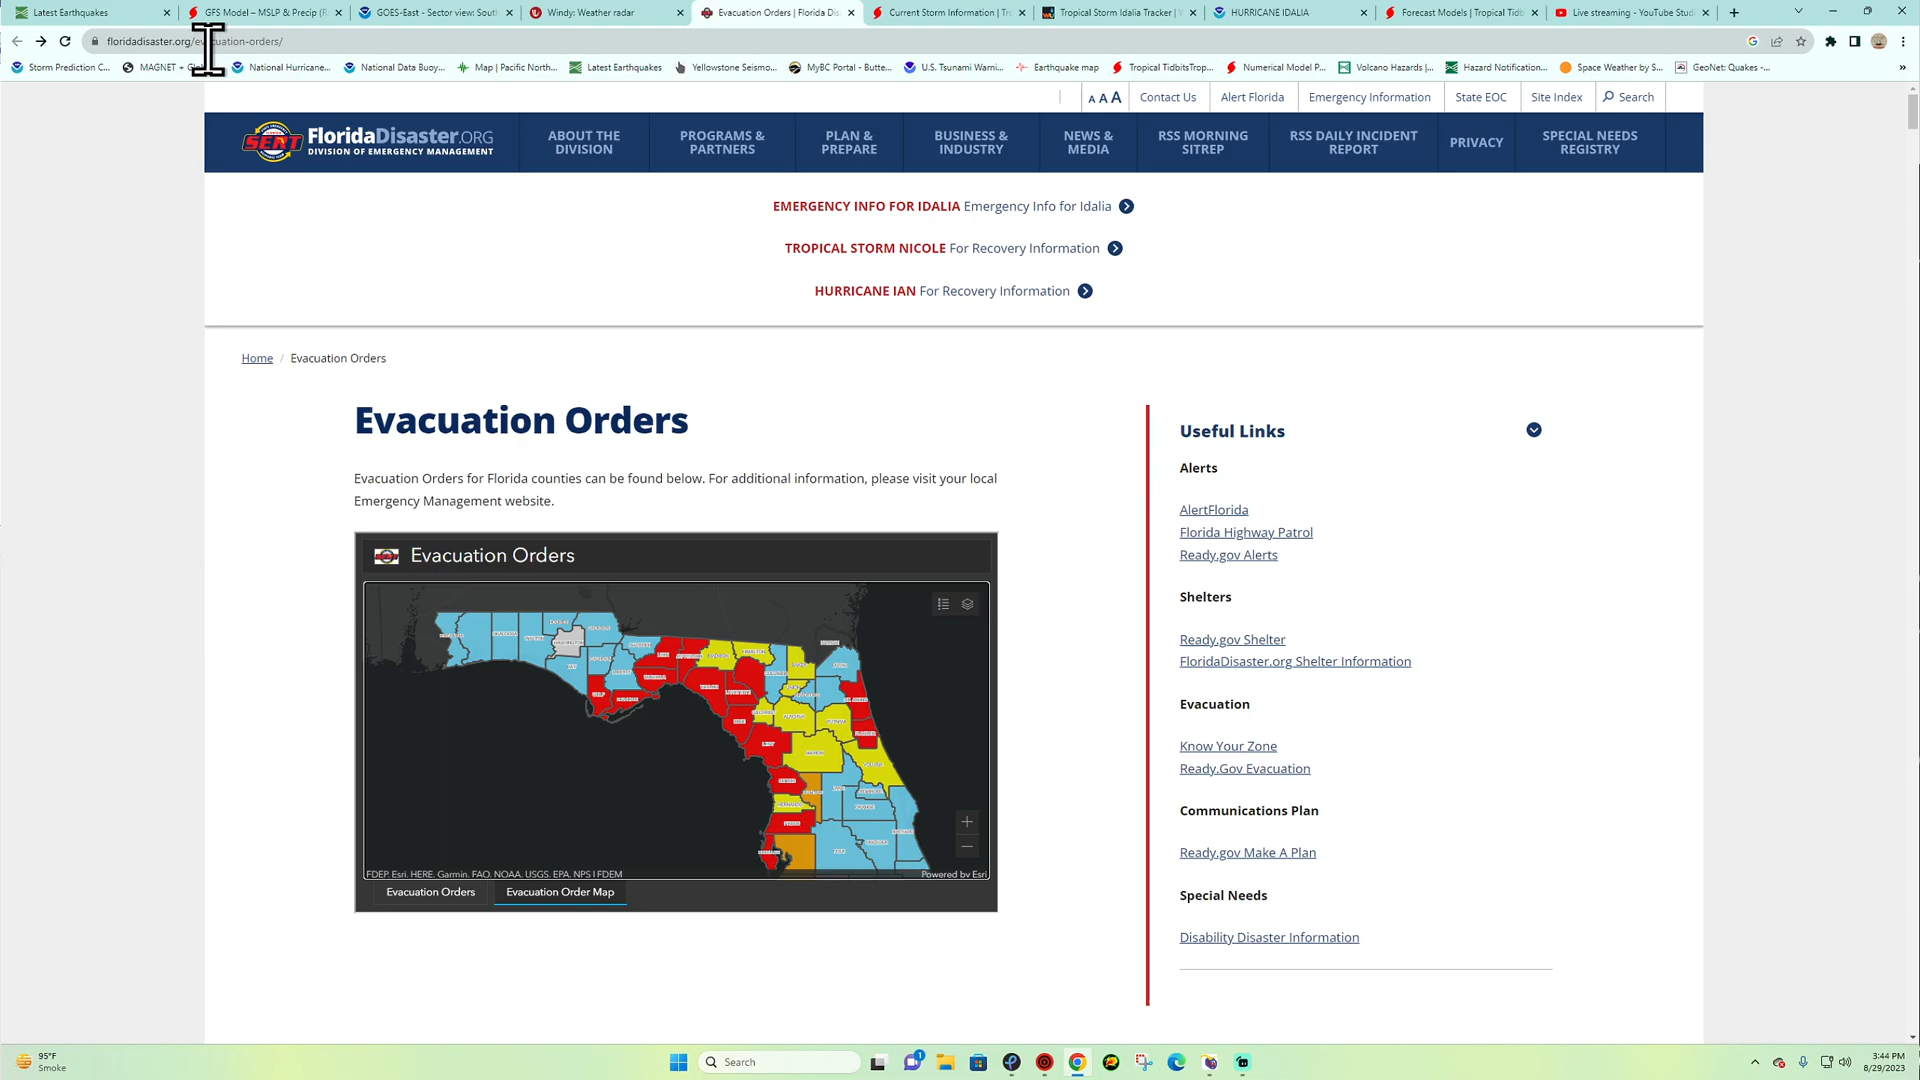 Latest Earthquakes
GFS Model – MSLP & Precip (R
GOES-East - Sector view: South
Windy: Weather radar
Evacuation Orders | Florida Dis
Current Storm Information | Tro
Tropical Storm Idalia Tracker | W
HURRICANE IDALIA
Forecast Models | Tropical Tidb
Live streaming - YouTube Studi
floridadisaster.org/evacuation-orders/
Storm Prediction C...
MAGNET +
National Hurricane...
National Data Buoy...
Map | Pacific North...
Latest Earthquakes
Yellowstone Seismo...
MyBC Portal - Butte...
U.S. Tsunami Warni...
Earthquake map
Tropical TidbitsTrop...
Numerical Model P...
Volcano Hazards |...
Hazard Notification...
Space Weather by S...
GeoNet: Quakes -...
A A A
Contact Us
Alert Florida
Emergency Information
State EOC
Site Index
Search
SERT
FloridaDisaster.ORG
DIVISION OF EMERGENCY MANAGEMENT
ABOUT THE
DIVISION
PROGRAMS &
PARTNERS
PLAN &
PREPARE
BUSINESS &
INDUSTRY
NEWS &
MEDIA
RSS MORNING
SITREP
RSS DAILY INCIDENT
REPORT
PRIVACY
SPECIAL NEEDS
REGISTRY
EMERGENCY INFO FOR IDALIA Emergency Info for Idalia
TROPICAL STORM NICOLE For Recovery Information
HURRICANE IAN For Recovery Information
Home / Evacuation Orders
Evacuation Orders
Evacuation Orders for Florida counties can be found below. For additional information, please visit your local
Emergency Management website.
Evacuation Orders
WASHINGTON
LEVY
MARION
HERNANDO
PASCO
FDEP, Esri, HERE, Garmin, FAO, NOAA, USGS, EPA, NPS | FDEM
Powered by Esri
Evacuation Orders
Evacuation Order Map
Useful Links
Alerts
AlertFlorida
Florida Highway Patrol
Ready.gov Alerts
Shelters
Ready.gov Shelter
FloridaDisaster.org Shelter Information
Evacuation
Know Your Zone
Ready.Gov Evacuation
Communications Plan
Ready.gov Make A Plan
Special Needs
Disability Disaster Information
95°F
Smoke
Search
1
3:44 PM
8/29/2023